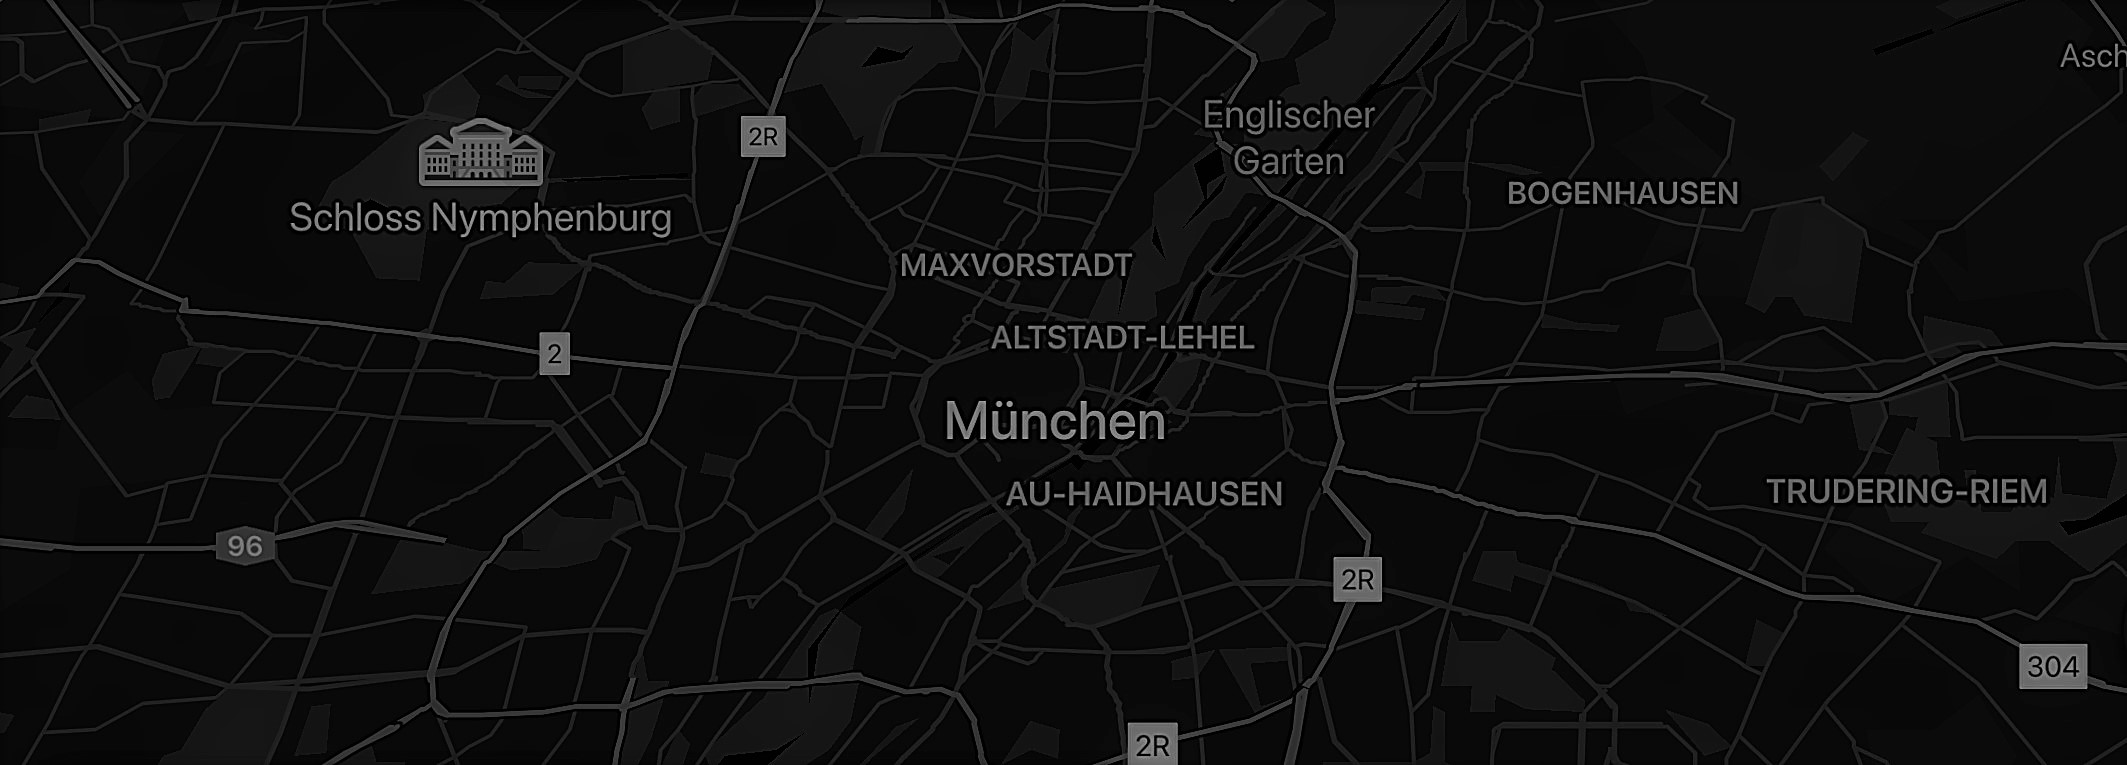 Asch
Englischer
Garten
2R
BOGENHAUSEN
Schloss Nymphenburg
MAXVORSTADT
ALTSTADT-LEHEL
2
München
AU-HAIDHAUSEN
TRUDERING-RIEM
96
2R
304
2R